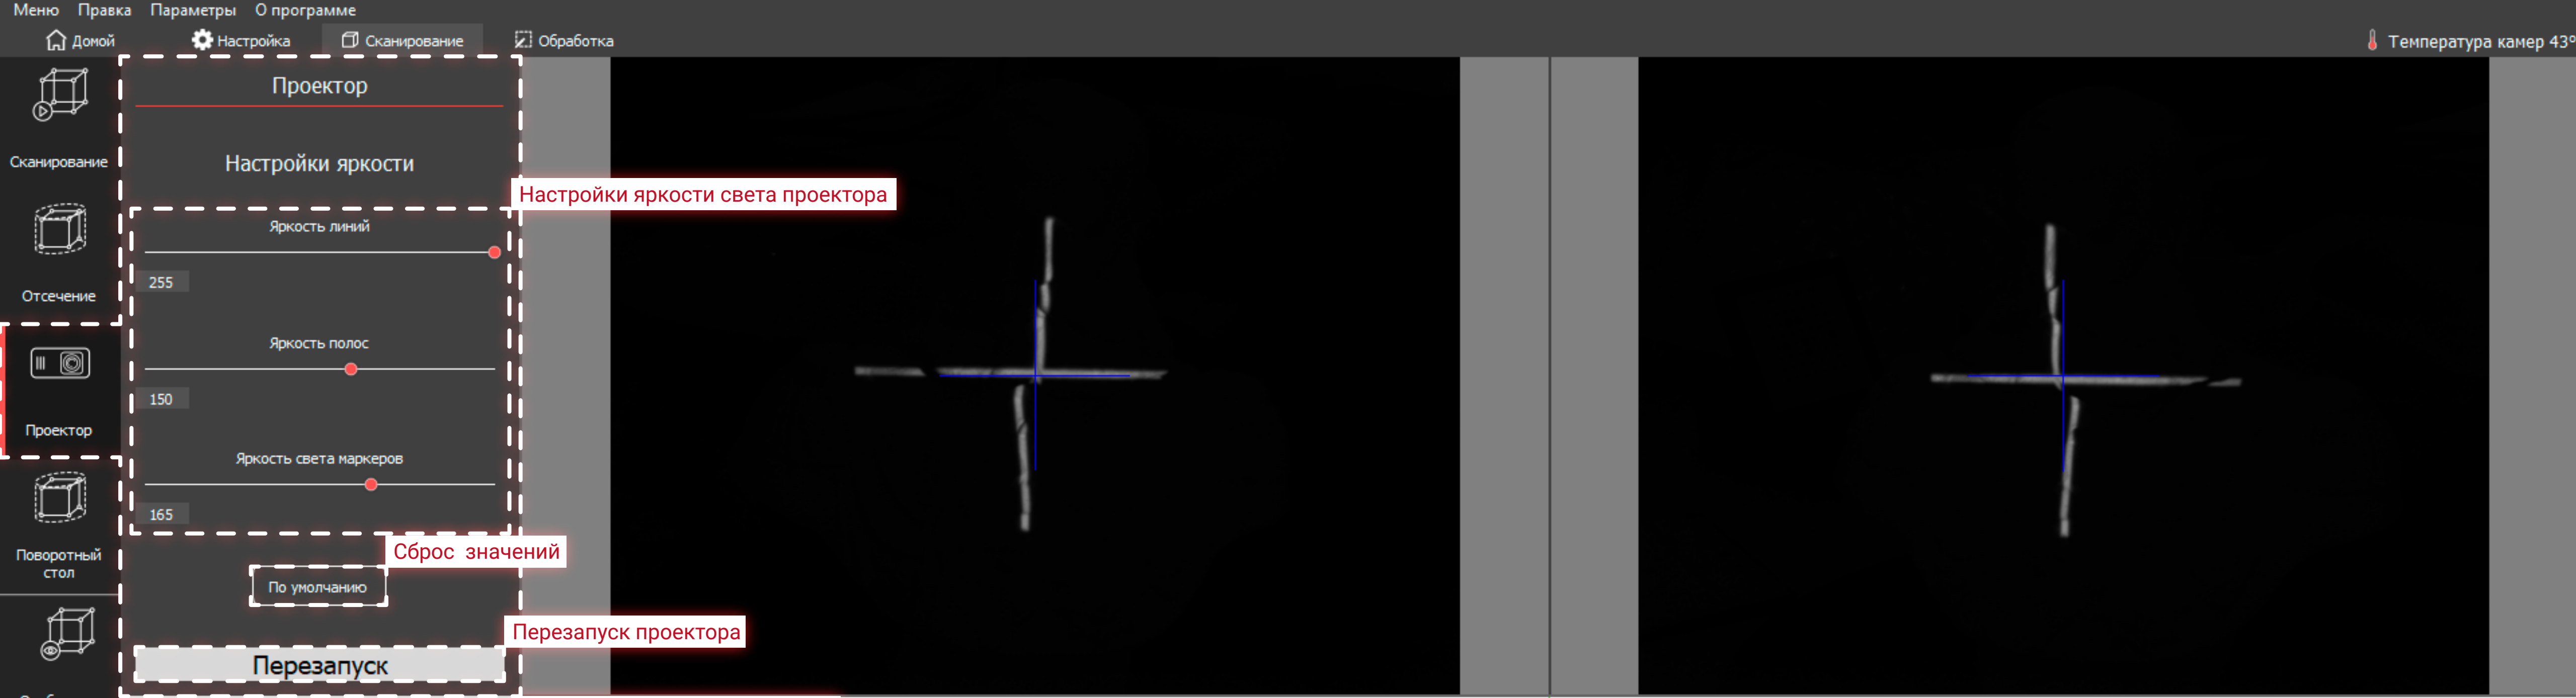 Меню Правка Параметры О программе
Домой Настройка Сканирование Обработка
Температура камер 43°
Сканирование
Отсечение
Проектор
Поворотный
стол
Проектор
Настройки яркости
Настройки яркости света проектора
Яркость линий
255
Яркость полос
150
Яркость света маркеров
165
Сброс значений
По умолчанию
Перезапуск проектора
Перезапуск